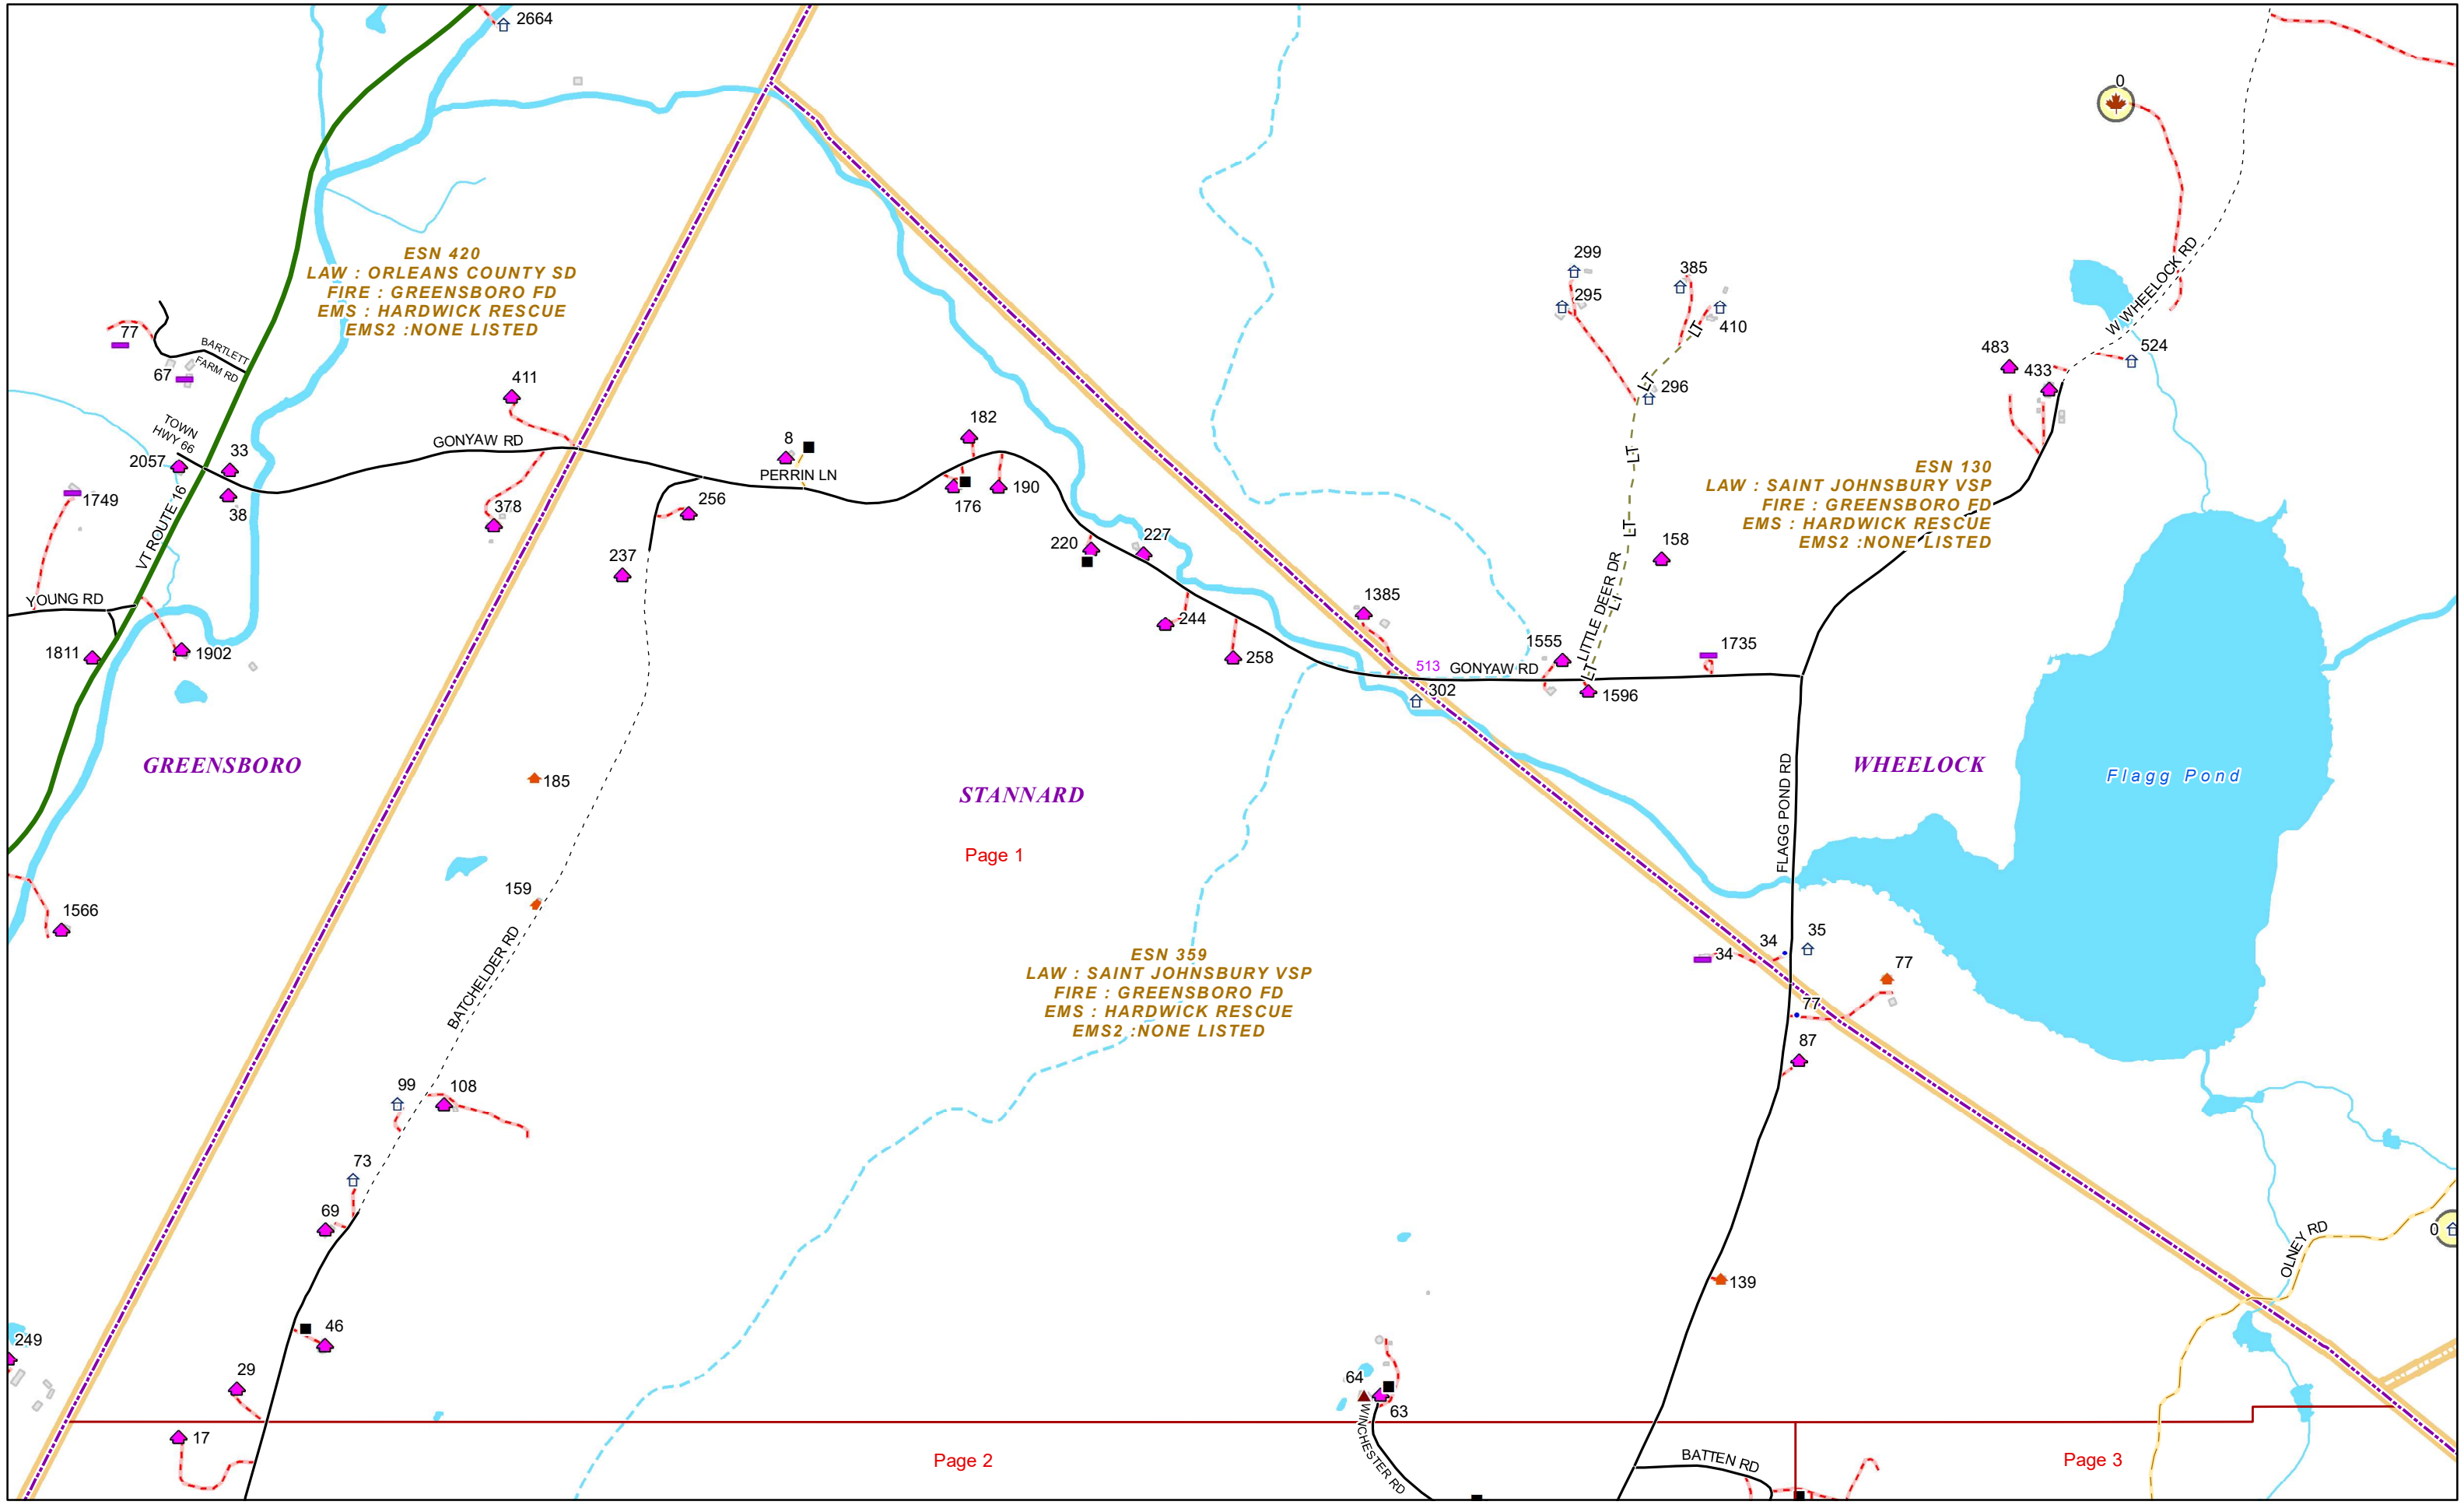 2664
0
ESN 420
LAW : ORLEANS COUNTY SD
FIRE : GREENSBORO FD
EMS : HARDWICK RESCUE
EMS2 :NONE LISTED
299
295
385
410
LT
W WHEELOCK RD
77
BARTLETT
FARM RD
67
483
433
524
LT
296
411
TOWN
HWY 66
2057
33
38
GONYAW RD
8
PERRIN LN
182
176
190
LT
1749
VT ROUTE 16
378
256
237
220
227
ESN 130
LAW : SAINT JOHNSBURY VSP
FIRE : GREENSBORO FD
EMS : HARDWICK RESCUE
EMS2 :NONE LISTED
LT
158
LITTLE DEER DR
LT
YOUNG RD
1811
1902
244
258
1385
513
GONYAW RD
302
1555
LT
1596
1735
GREENSBORO
STANNARD
WHEELOCK
Flagg Pond
185
Page 1
FLAGG POND RD
159
1566
BATCHELDER RD
ESN 359
LAW : SAINT JOHNSBURY VSP
FIRE : GREENSBORO FD
EMS : HARDWICK RESCUE
EMS2 :NONE LISTED
34
34
35
77
77
87
99
108
73
69
OLNEY RD
0
139
46
249
29
64
63
WINCHESTER RD
17
Page 2
BATTEN RD
Page 3